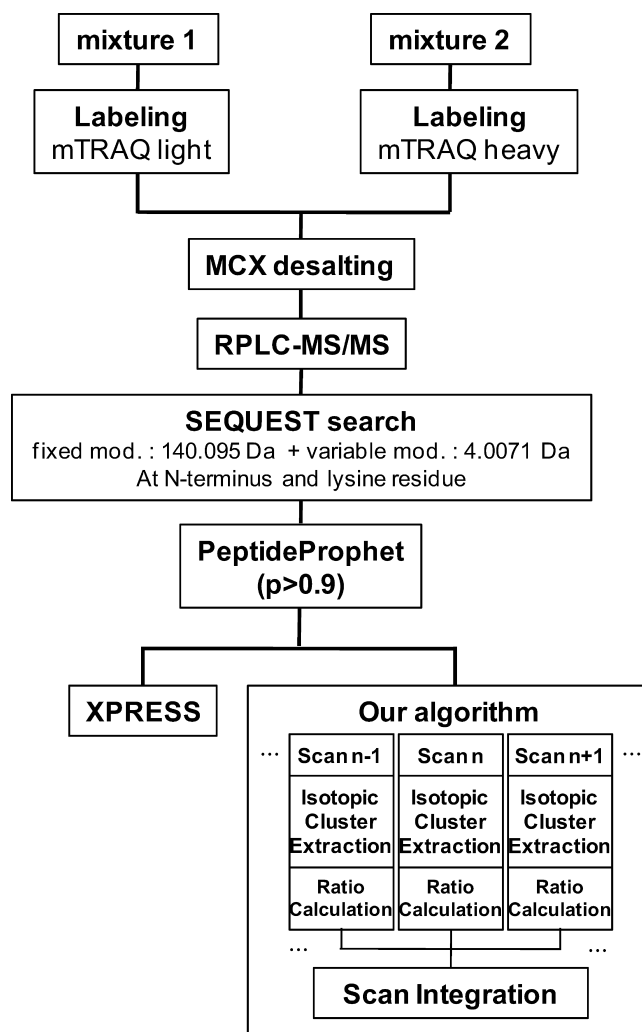 mixture 1
mixture 2
Labeling
mTRAQ light
Labeling
mTRAQ heavy
MCX desalting
RPLC-MS/MS
SEQUEST search
fixed mod. : 140.095 Da + variable mod. : 4.0071 Da
At N-terminus and lysine residue
PeptideProphet
(p>0.9)
XPRESS
Our algorithm
... Scan n-1 Scan n Scan n+1 ...
Isotopic Isotopic Isotopic
Cluster Cluster Cluster
Extraction Extraction Extraction
Ratio Ratio Ratio
Calculation Calculation Calculation
... ...
Scan Integration